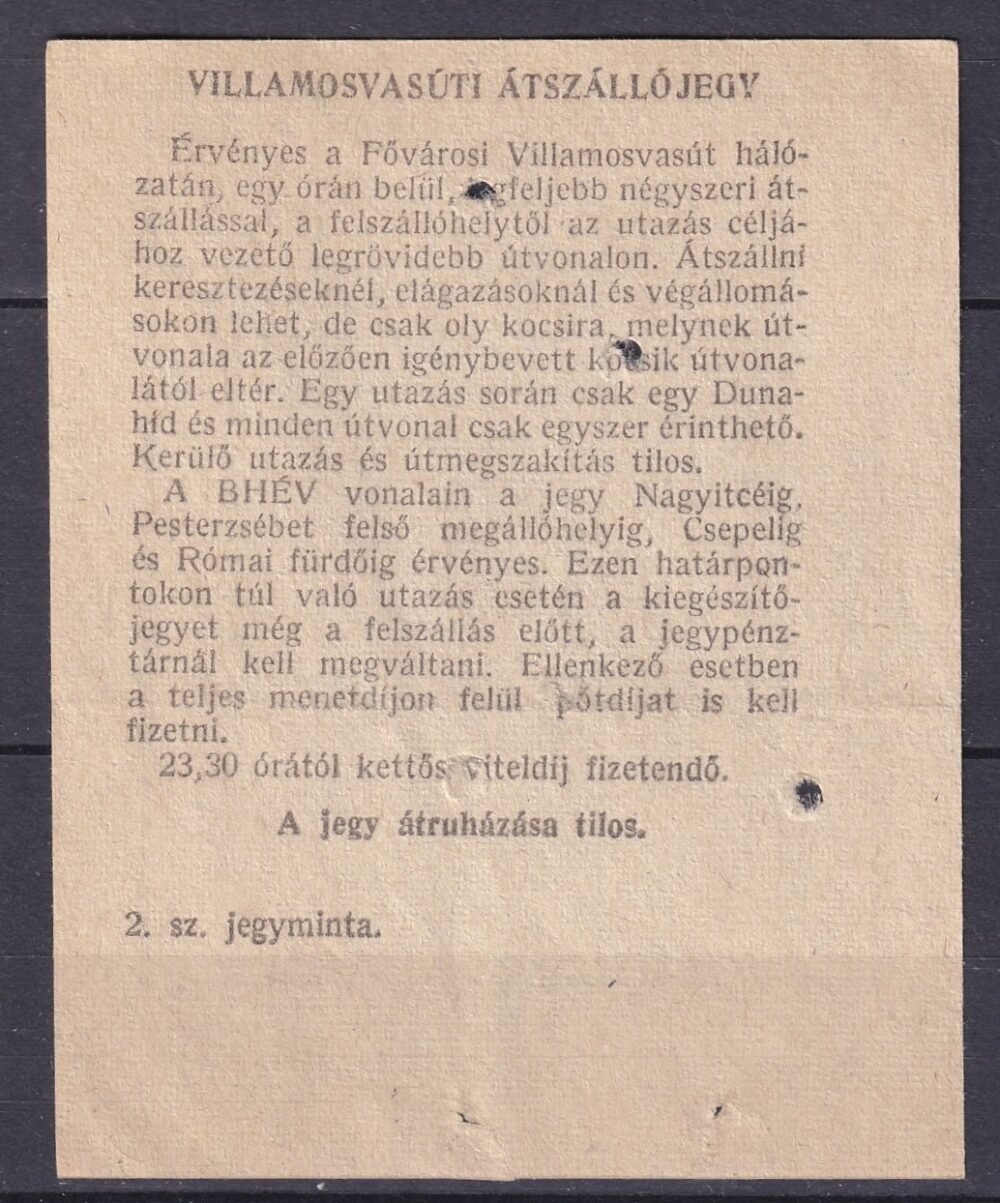 VILLAMOSVASÚTI ÁTSZÁLLÓJEGY
Érvényes a Fővárosi Villamosvasút háló-
zatán, egy órán belül, legfeljebb négyszeri át-
szállással, a felszállóhelytől az utazás céljá-
hoz vezető legrövidebb útvonalon. Átszállni
keresztezéseknél, elágazásoknál és végállomá-
sokon lehet, de csak oly kocsira, melynek út-
vonala az előzően igénybevett kocsik útvona-
lától eltér. Egy utazás során csak egy Duna-
híd és minden útvonal csak egyszer érinthető.
Kerülő utazás és útmegszakítás tilos.
A BHÉV vonalain a jegy Nagyitcéig,
Pesterzsébet felső megállóhelyig, Csepelig
és Római fürdőig érvényes. Ezen határpon-
tokon túl való utazás esetén a kiegészítő-
jegyet még a felszállás előtt, a jegypénz-
tárnál kell megváltani. Ellenkező esetben
a teljes menetdíjon felül pótdíjat is kell
fizetni.
23,30 órától kettős viteldíj fizetendő.
A jegy átruházása tilos.
2. sz. jegyminta.